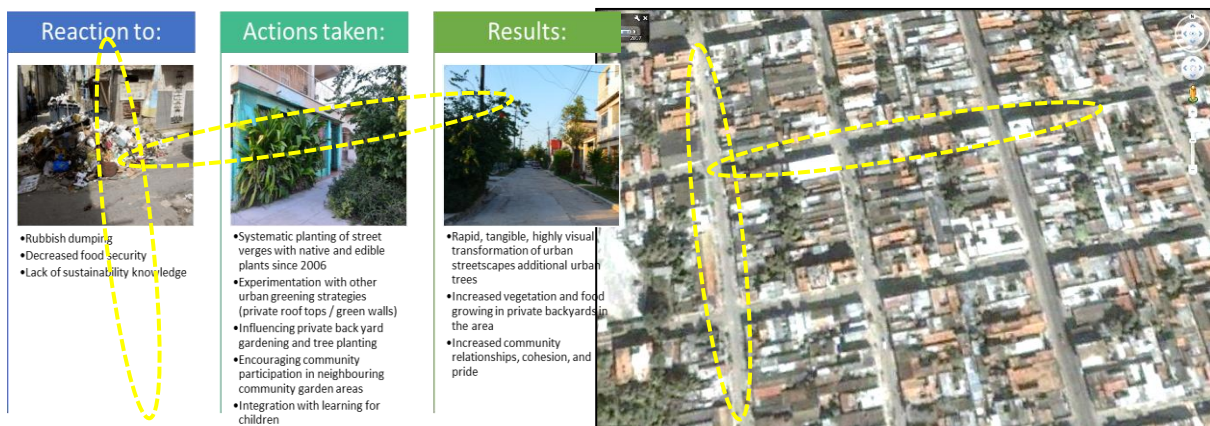 Reaction to:
•Rubbish dumping
•Decreased food security
•Lack of sustainability knowledge
Actions taken:
•Systematic planting of street
verges with native and edible
plants since 2006
•Experimentation with other
urban greening strategies
(private roof tops / green walls)
•Influencing private back yard
gardening and tree planting
•Encouraging community
participation in neighbouring
community garden areas
•Integration with learning for
children
Results:
•Rapid, tangible, highly visual
transformation of urban
streetscapes additional urban
trees
•Increased vegetation and food
growing in private backyards in
the area
•Increased community
relationships, cohesion, and
pride